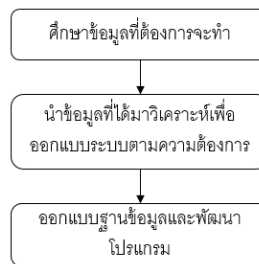 ศึกษาข้อมูลที่ต้องการจะทำ
นำข้อมูลที่ได้มาวิเคราะห์เพื่อ
ออกแบบระบบตามความต้องการ
ออกแบบฐานข้อมูลและพัฒนา
โปรแกรม